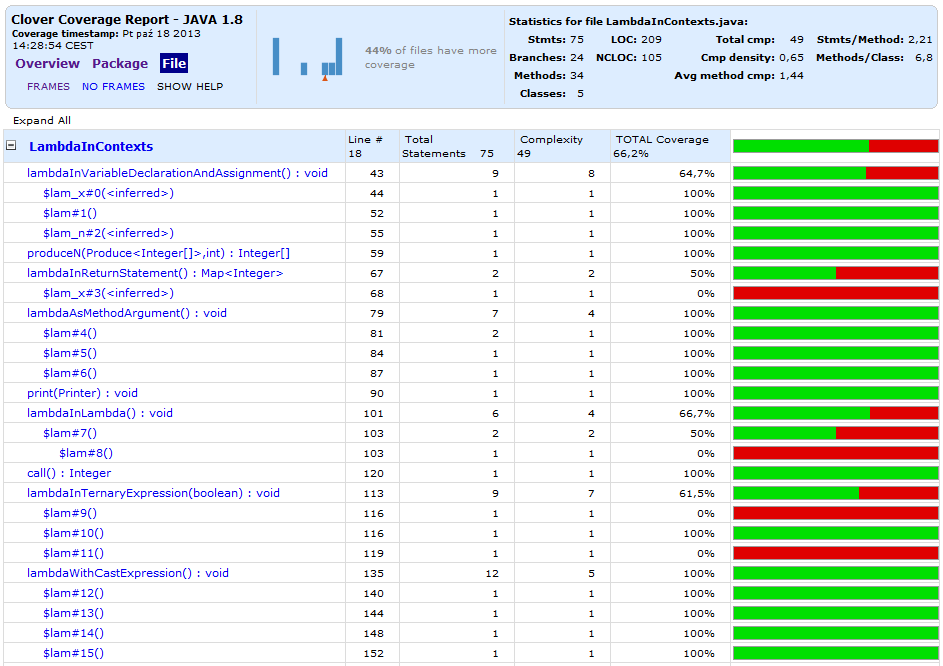 Clover Coverage Report - JAVA 1.8
Coverage timestamp: Pt paź 18 2013
14:28:54 CEST
Overview Package File
FRAMES NO FRAMES SHOW HELP
44% of files have more
coverage
Statistics for file LambdaInContexts.java:
Stmts: 75 LOC: 209 Total cmp: 49 Stmts/Method: 2,21
Branches: 24 NCLOC: 105 Cmp density: 0,65 Methods/Class: 6,8
Methods: 34 Avg method cmp: 1,44
Classes: 5
Expand All
LambdaInContexts Line # 18 Total Statements 75 Complexity 49 TOTAL Coverage 66,2%
lambdaInVariableDeclarationAndAssignment() : void 43 9 8 64,7%
$lam_x#0(<inferred>) 44 1 1 100%
$lam#1() 52 1 1 100%
$lam_n#2(<inferred>) 55 1 1 100%
produceN(Produce<Integer[]>,int) : Integer[] 59 1 1 100%
lambdaInReturnStatement() : Map<Integer> 67 2 2 50%
$lam_x#3(<inferred>) 68 1 1 0%
lambdaAsMethodArgument() : void 79 7 4 100%
$lam#4() 81 2 1 100%
$lam#5() 84 1 1 100%
$lam#6() 87 1 1 100%
print(Printer) : void 90 1 1 100%
lambdaInLambda() : void 101 6 4 66,7%
$lam#7() 103 2 2 50%
$lam#8() 103 1 1 0%
call() : Integer 120 1 1 100%
lambdaInTernaryExpression(boolean) : void 113 9 7 61,5%
$lam#9() 116 1 1 0%
$lam#10() 116 1 1 100%
$lam#11() 119 1 1 0%
lambdaWithCastExpression() : void 135 12 5 100%
$lam#12() 140 1 1 100%
$lam#13() 144 1 1 100%
$lam#14() 148 1 1 100%
$lam#15() 152 1 1 100%